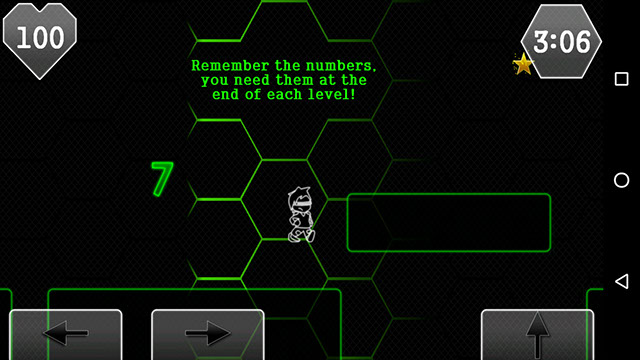 100
3:06
Remember the numbers,
you need them at the
end of each level!
7